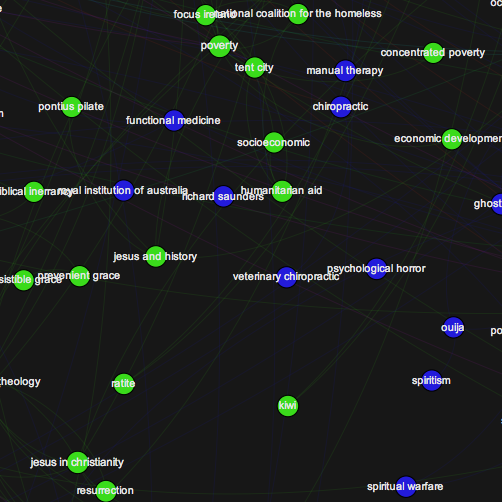 focus ireland
national coalition for the homeless
poverty
concentrated poverty
tent city
manual therapy
pontius pilate
chiropractic
functional medicine
socioeconomic
economic developmen
iblical inerrancy
royal institution of australia
richard saunders
humanitarian aid
ghost
jesus and history
sistible grace
prevenient grace
veterinary chiropractic
psychological horror
ouija
po
theology
ratite
spiritism
kiwi
jesus in christianity
resurrection
spiritual warfare